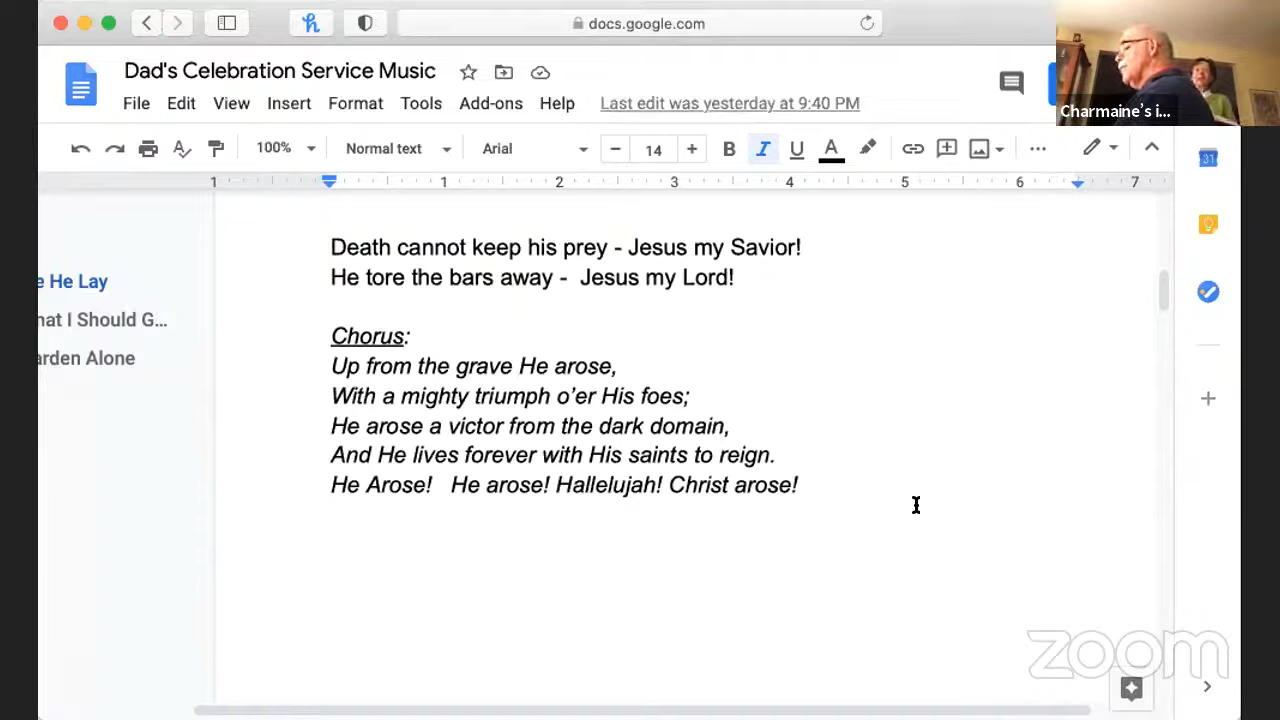 docs.google.com
Dad's Celebration Service Music
File Edit View Insert Format Tools Add-ons Help Last edit was yesterday at 9:40 PM
Charmaine's i...
100% Normal text Arial 14 B I U A
1 1 2 3 4 5 6 7
31
Death cannot keep his prey - Jesus my Savior!
He tore the bars away - Jesus my Lord!
e He Lay
nat I Should G...
arden Alone
Chorus:
Up from the grave He arose,
With a mighty triumph o'er His foes;
He arose a victor from the dark domain,
And He lives forever with His saints to reign.
He Arose! He arose! Hallelujah! Christ arose!
zoom